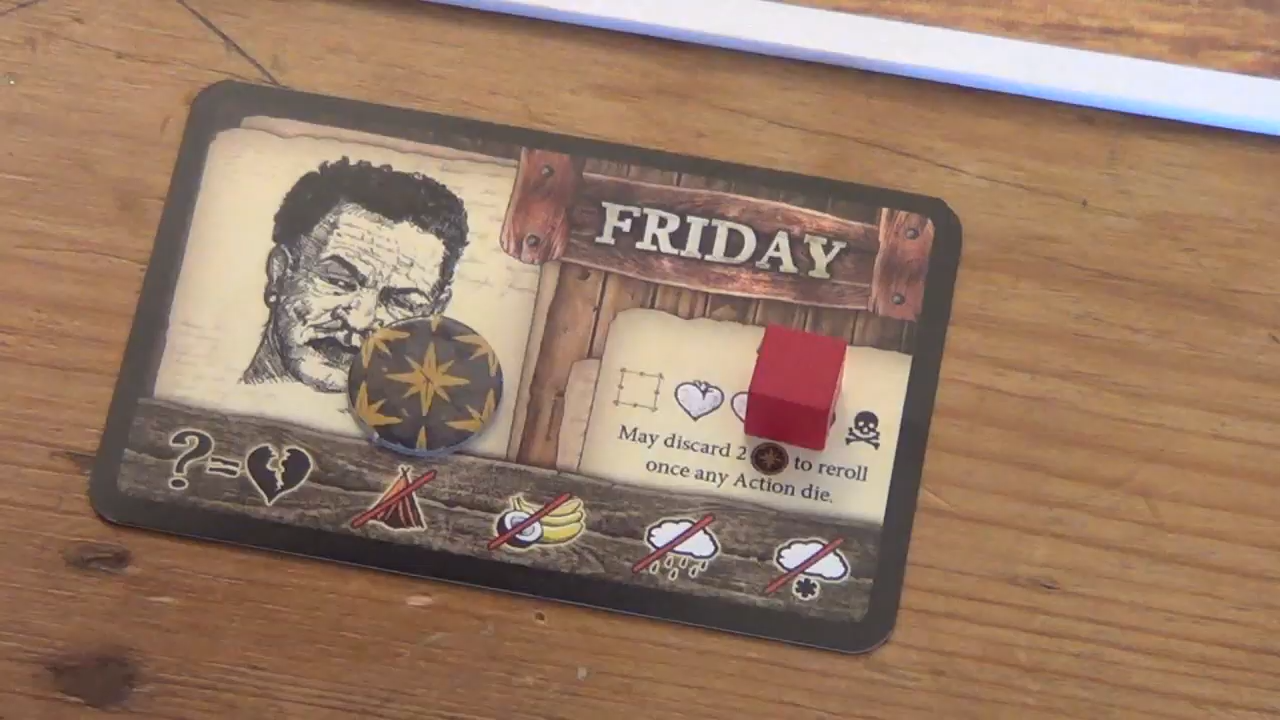 FRIDAY
May discard 2 to reroll
once any Action die.
? =